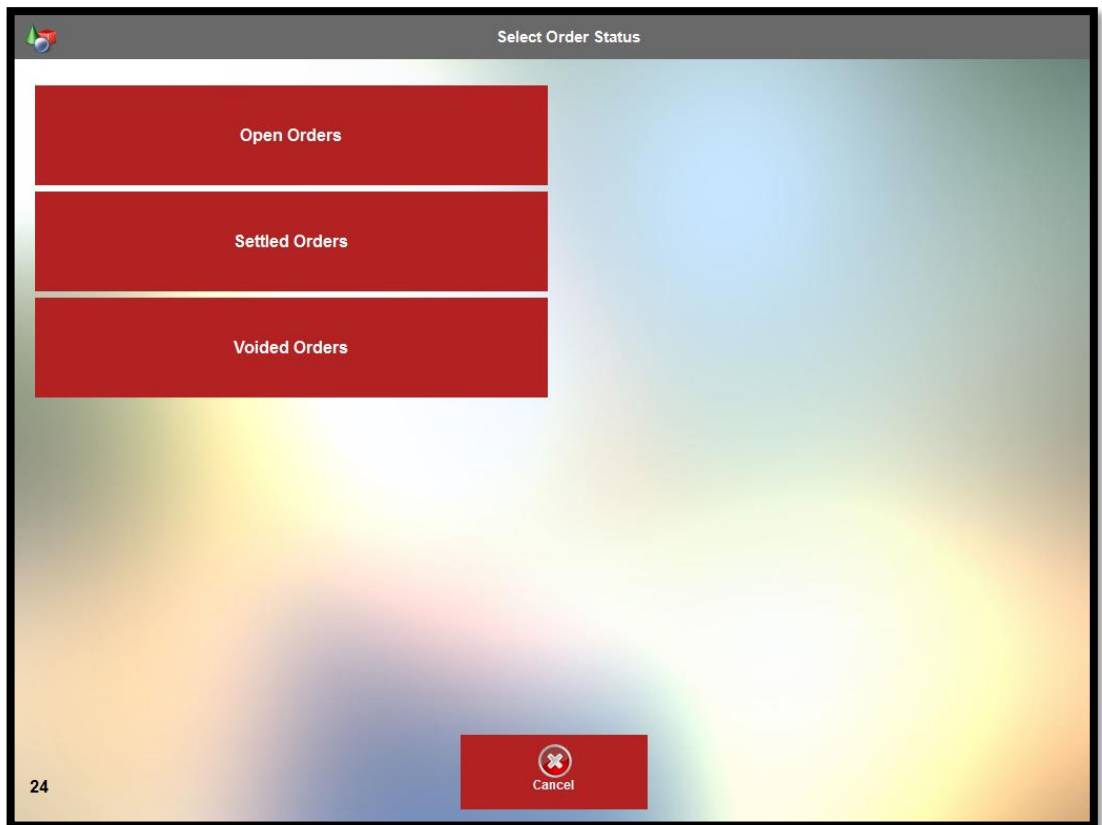 Select Order Status
Open Orders
Settled Orders
Voided Orders
Cancel
24